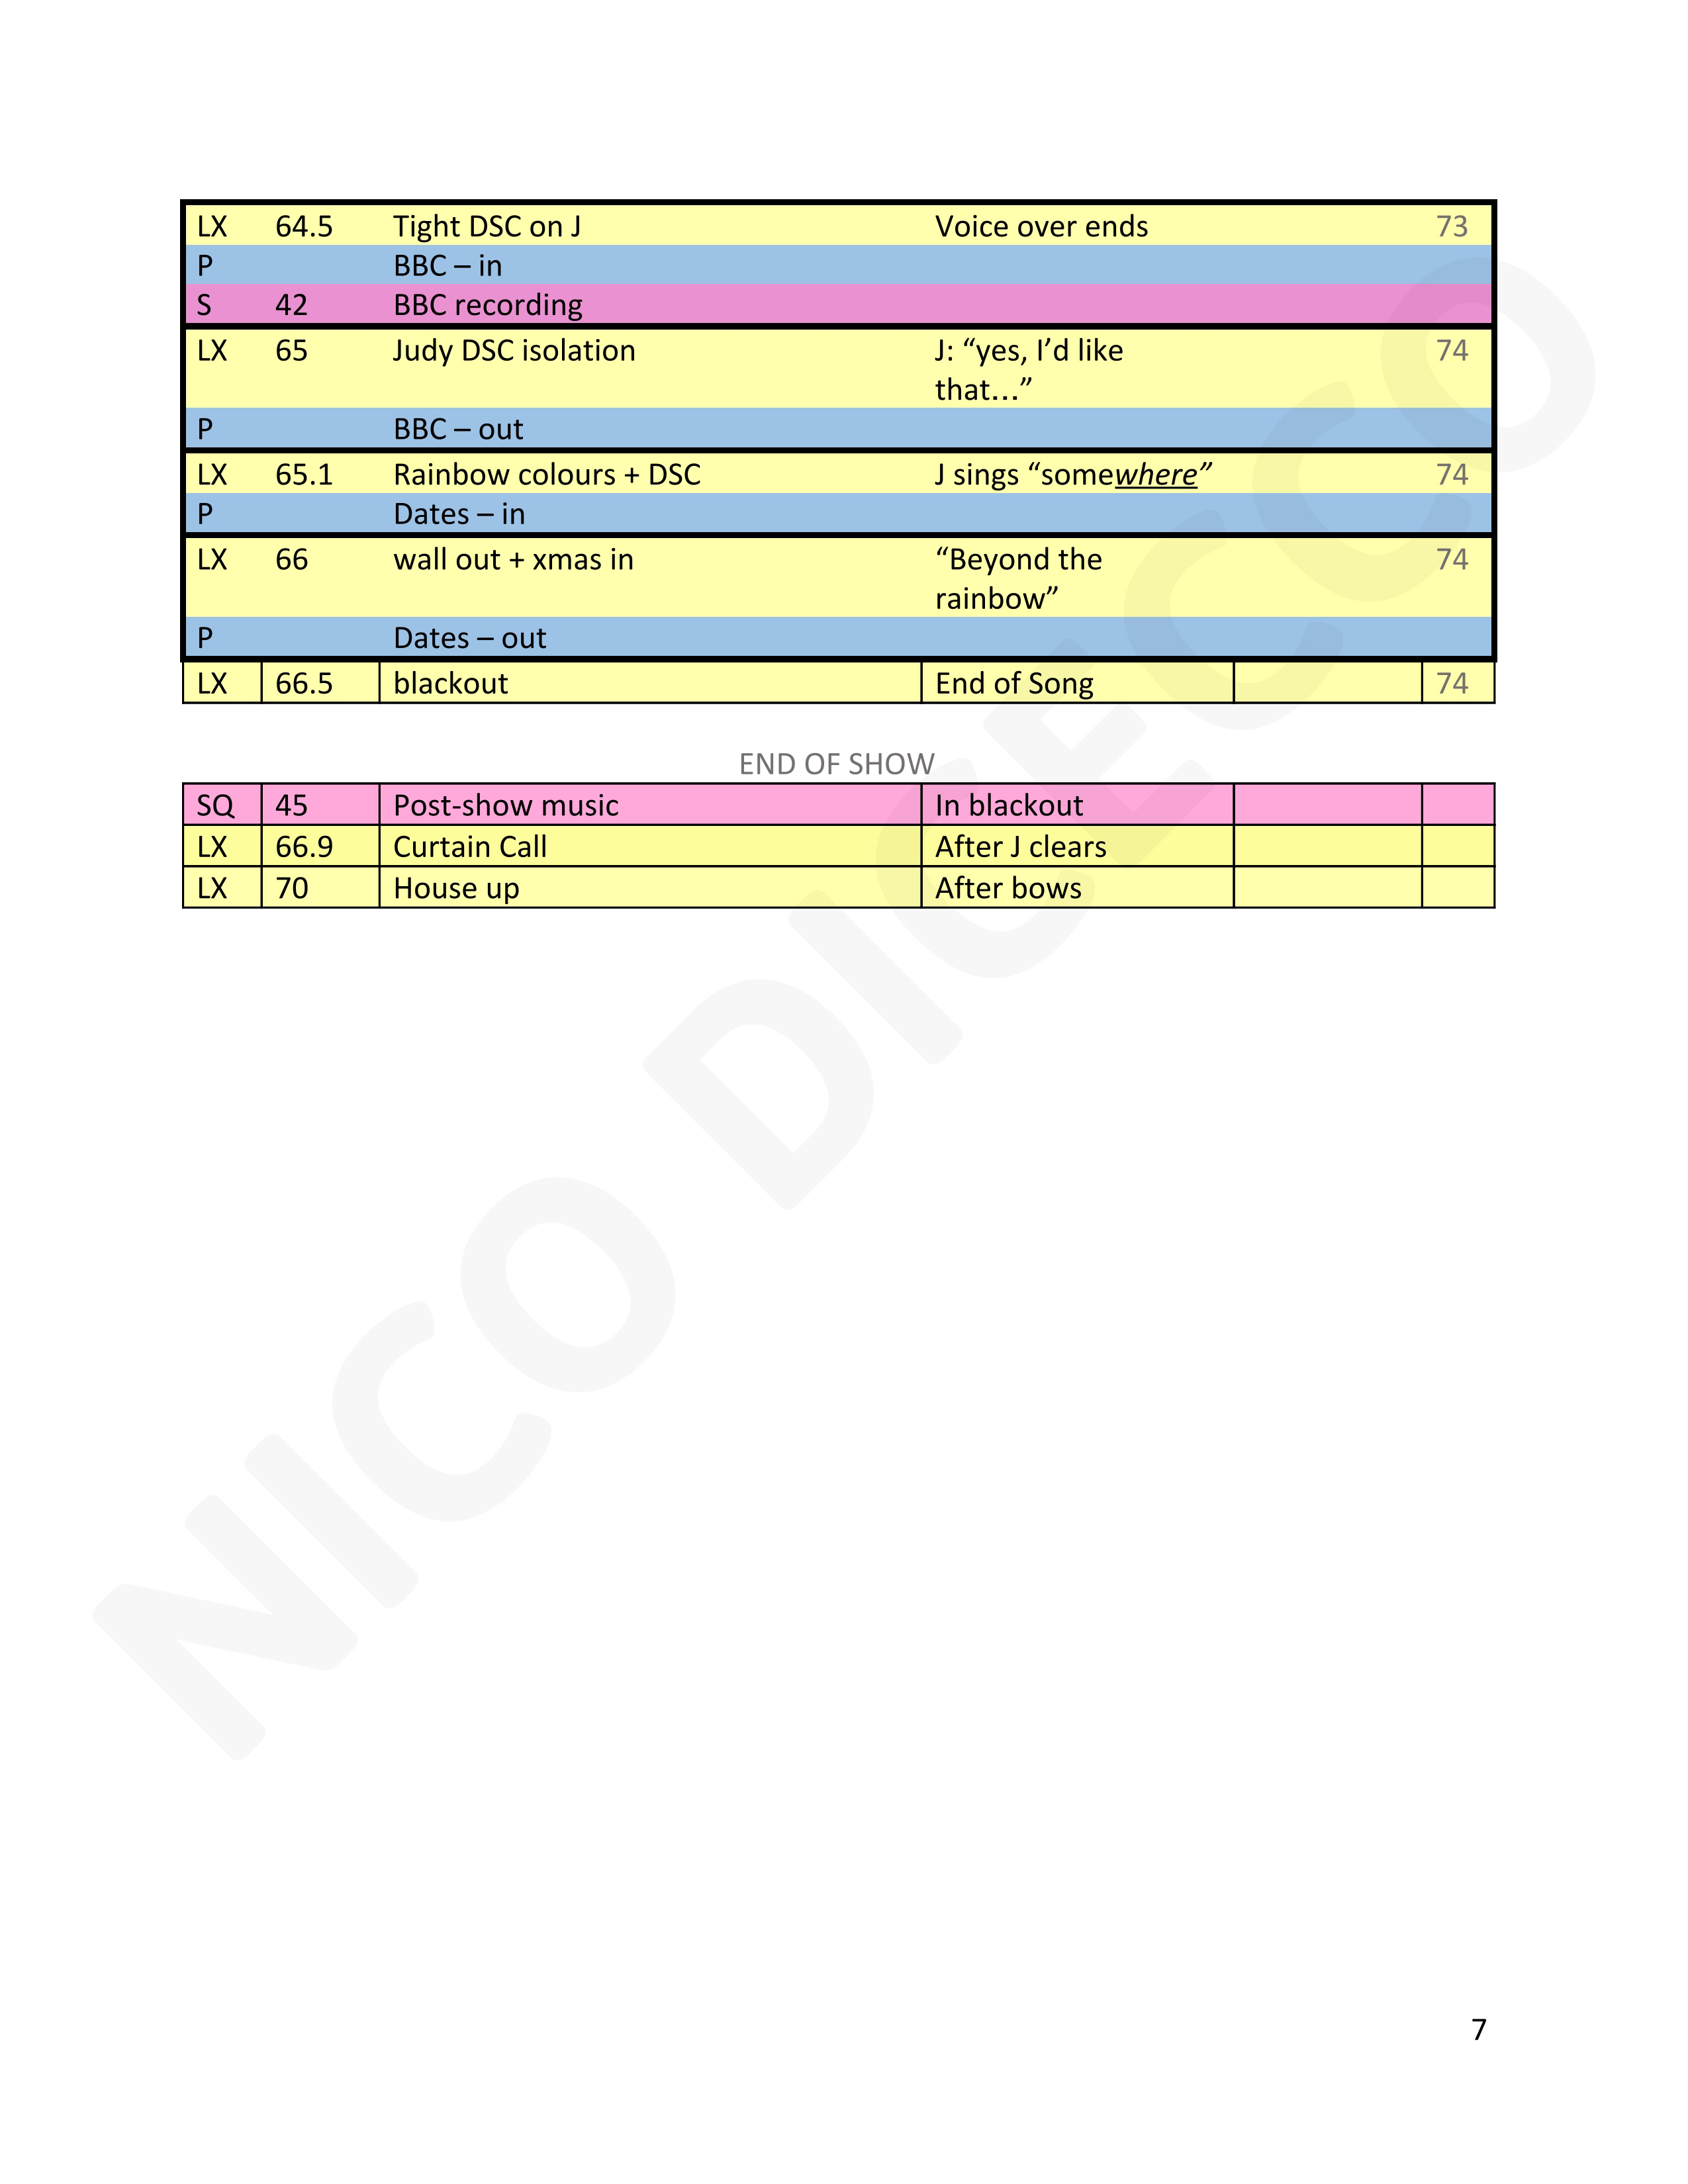 LX 64.5 Tight DSC on J Voice over ends 73
P BBC – in
S 42 BBC recording
LX 65 Judy DSC isolation J: “yes, I’d like 74
that…”
P BBC – out
LX 65.1 Rainbow colours + DSC J sings “somewhere” 74
P Dates – in
LX 66 wall out + xmas in “Beyond the 74
rainbow”
P Dates – out
LX 66.5 blackout End of Song 74
END OF SHOW
SQ 45 Post-show music In blackout
LX 66.9 Curtain Call After J clears
LX 70 House up After bows
NICO DICECCO
7